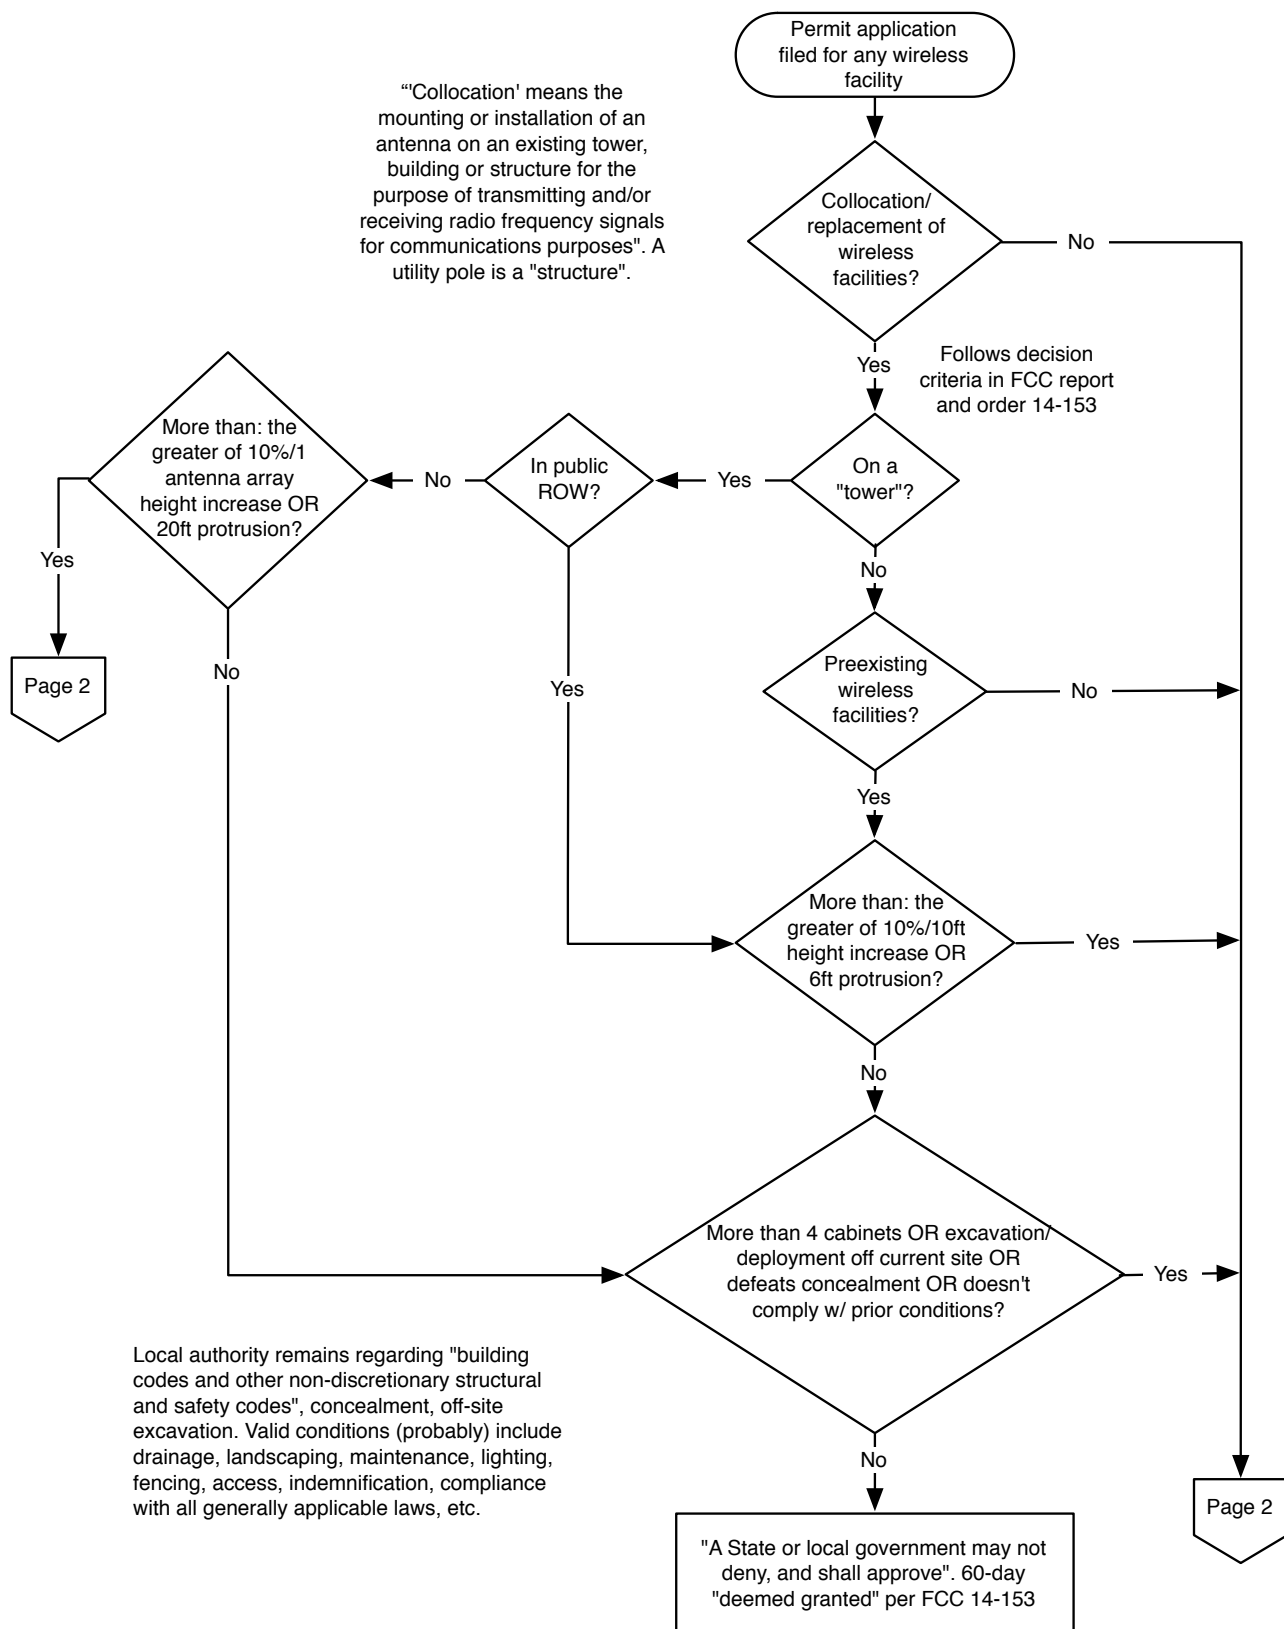 Permit application
filed for any wireless
facility
“'Collocation' means the
mounting or installation of an
antenna on an existing tower,
building or structure for the
purpose of transmitting and/or
receiving radio frequency signals
for communications purposes". A
utility pole is a "structure".
Collocation/
replacement of
wireless
facilities?
No
Yes
Follows decision
criteria in FCC report
and order 14-153
On a
"tower"?
Yes
In public
ROW?
No
More than: the
greater of 10%/1
antenna array
height increase OR
20ft protrusion?
Yes
Page 2
No
Yes
No
Preexisting
wireless
facilities?
No
Yes
More than: the
greater of 10%/10ft
height increase OR
6ft protrusion?
Yes
No
More than 4 cabinets OR excavation/
deployment off current site OR
defeats concealment OR doesn't
comply w/ prior conditions?
Yes
Local authority remains regarding "building
codes and other non-discretionary structural
and safety codes", concealment, off-site
excavation. Valid conditions (probably) include
drainage, landscaping, maintenance, lighting,
fencing, access, indemnification, compliance
with all generally applicable laws, etc.
No
Page 2
"A State or local government may not
deny, and shall approve". 60-day
"deemed granted" per FCC 14-153